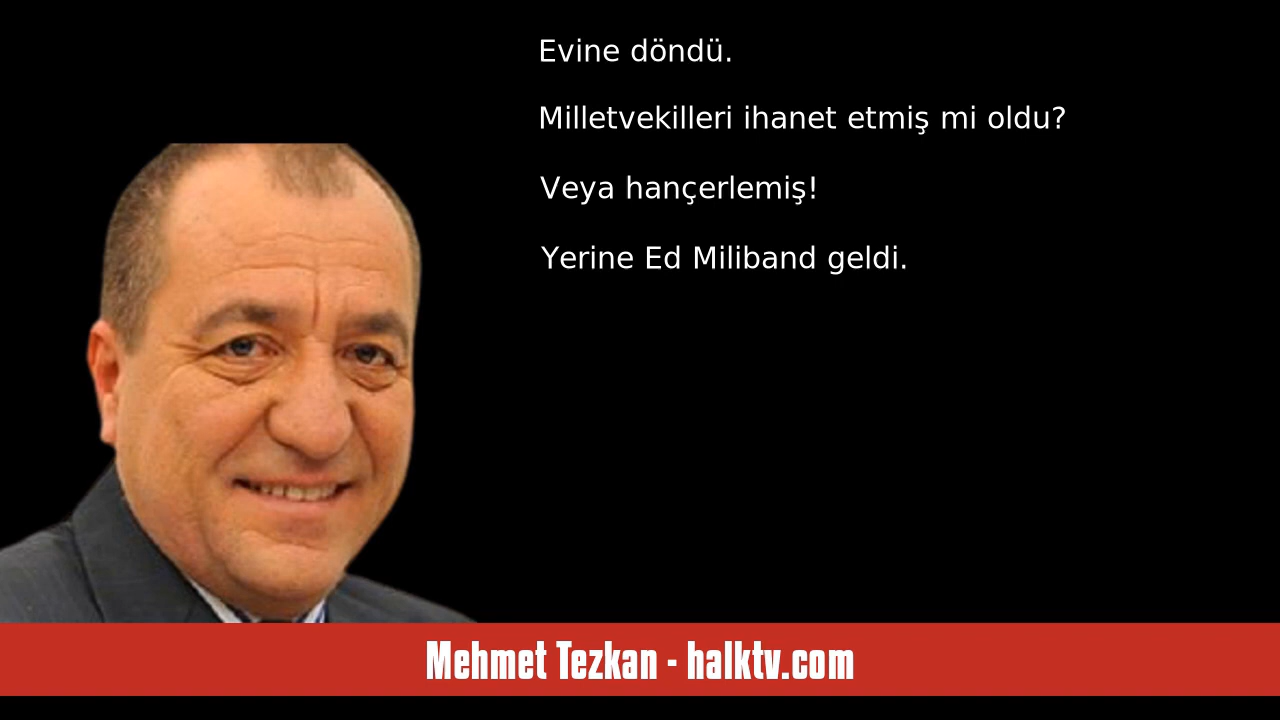 Evine döndü.
Milletvekilleri ihanet etmiş mi oldu?
Veya hançerlemiş!
Yerine Ed Miliband geldi.
Mehmet Tezkan - halktv.com